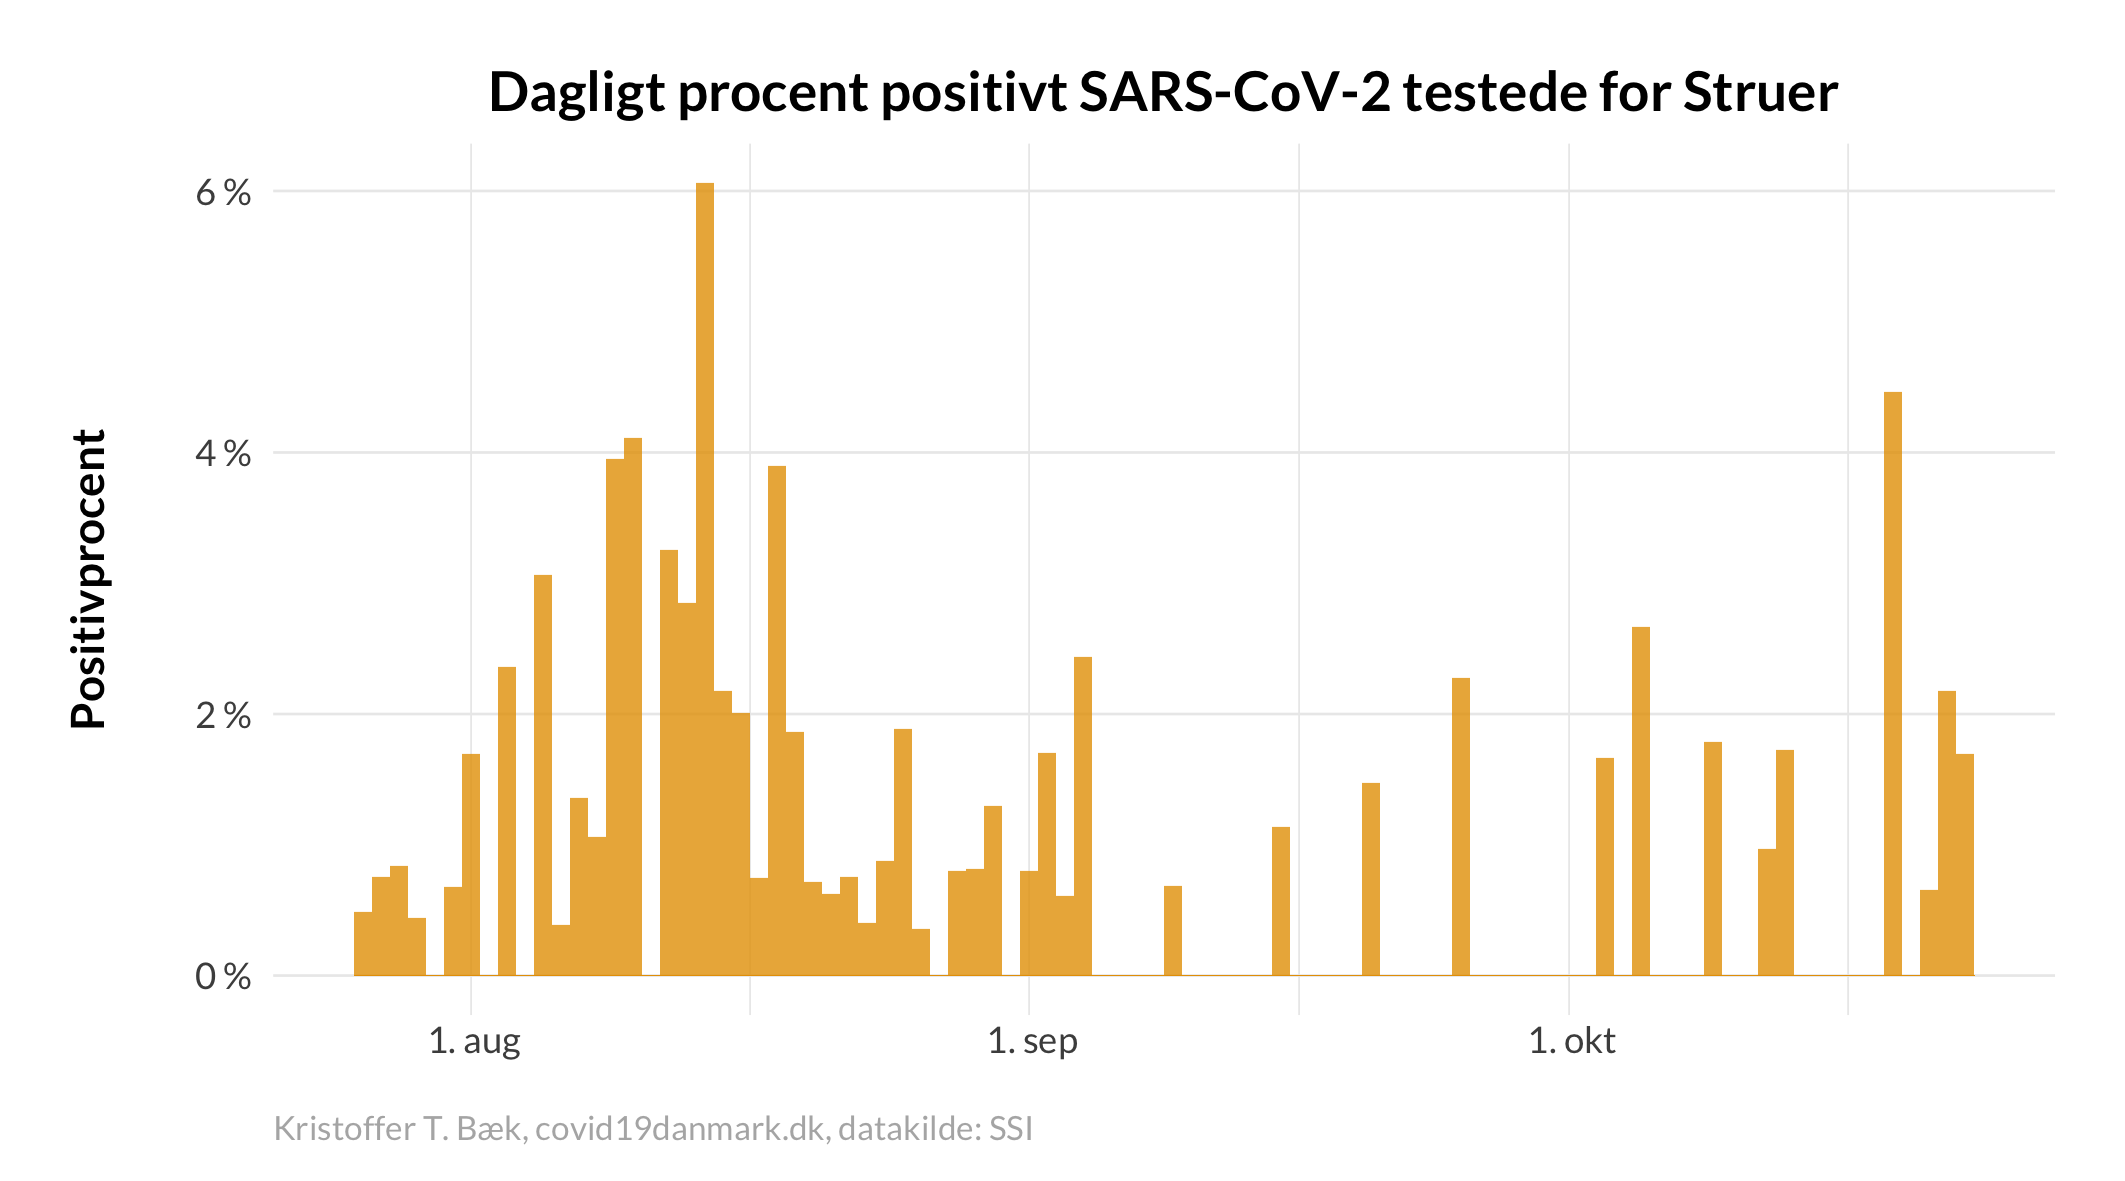 Dagligt procent positivt SARS-CoV-2 testede for Struer
Positivprocent
6 %
4 %
2 %
0 %
1. aug
1. sep
1. okt
Kristoffer T. Bæk, covid19danmark.dk, datakilde: SSI